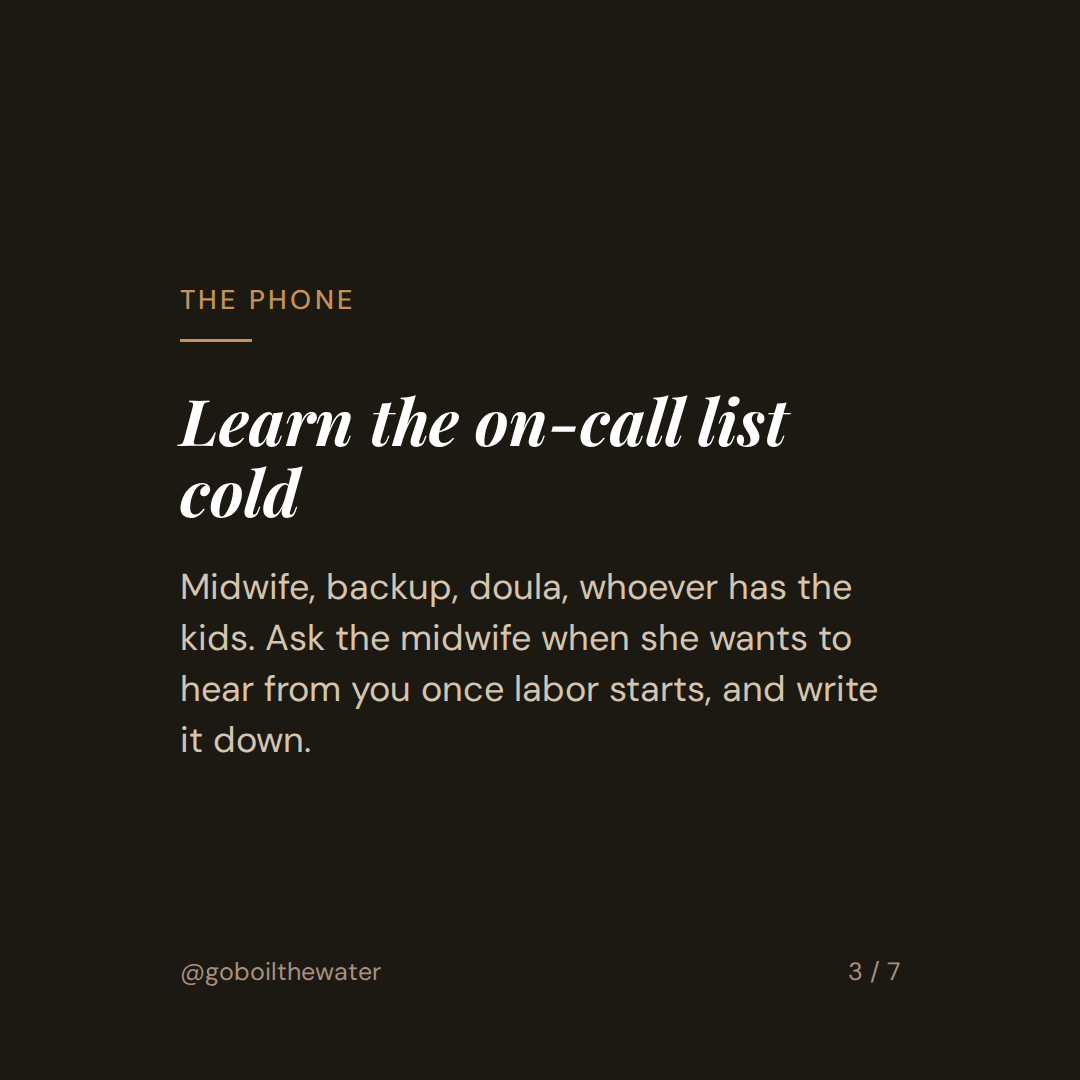 THE PHONE
Learn the on-call list
cold
Midwife, backup, doula, whoever has the
kids. Ask the midwife when she wants to
hear from you once labor starts, and write
it down.
@goboilthewater
3 / 7